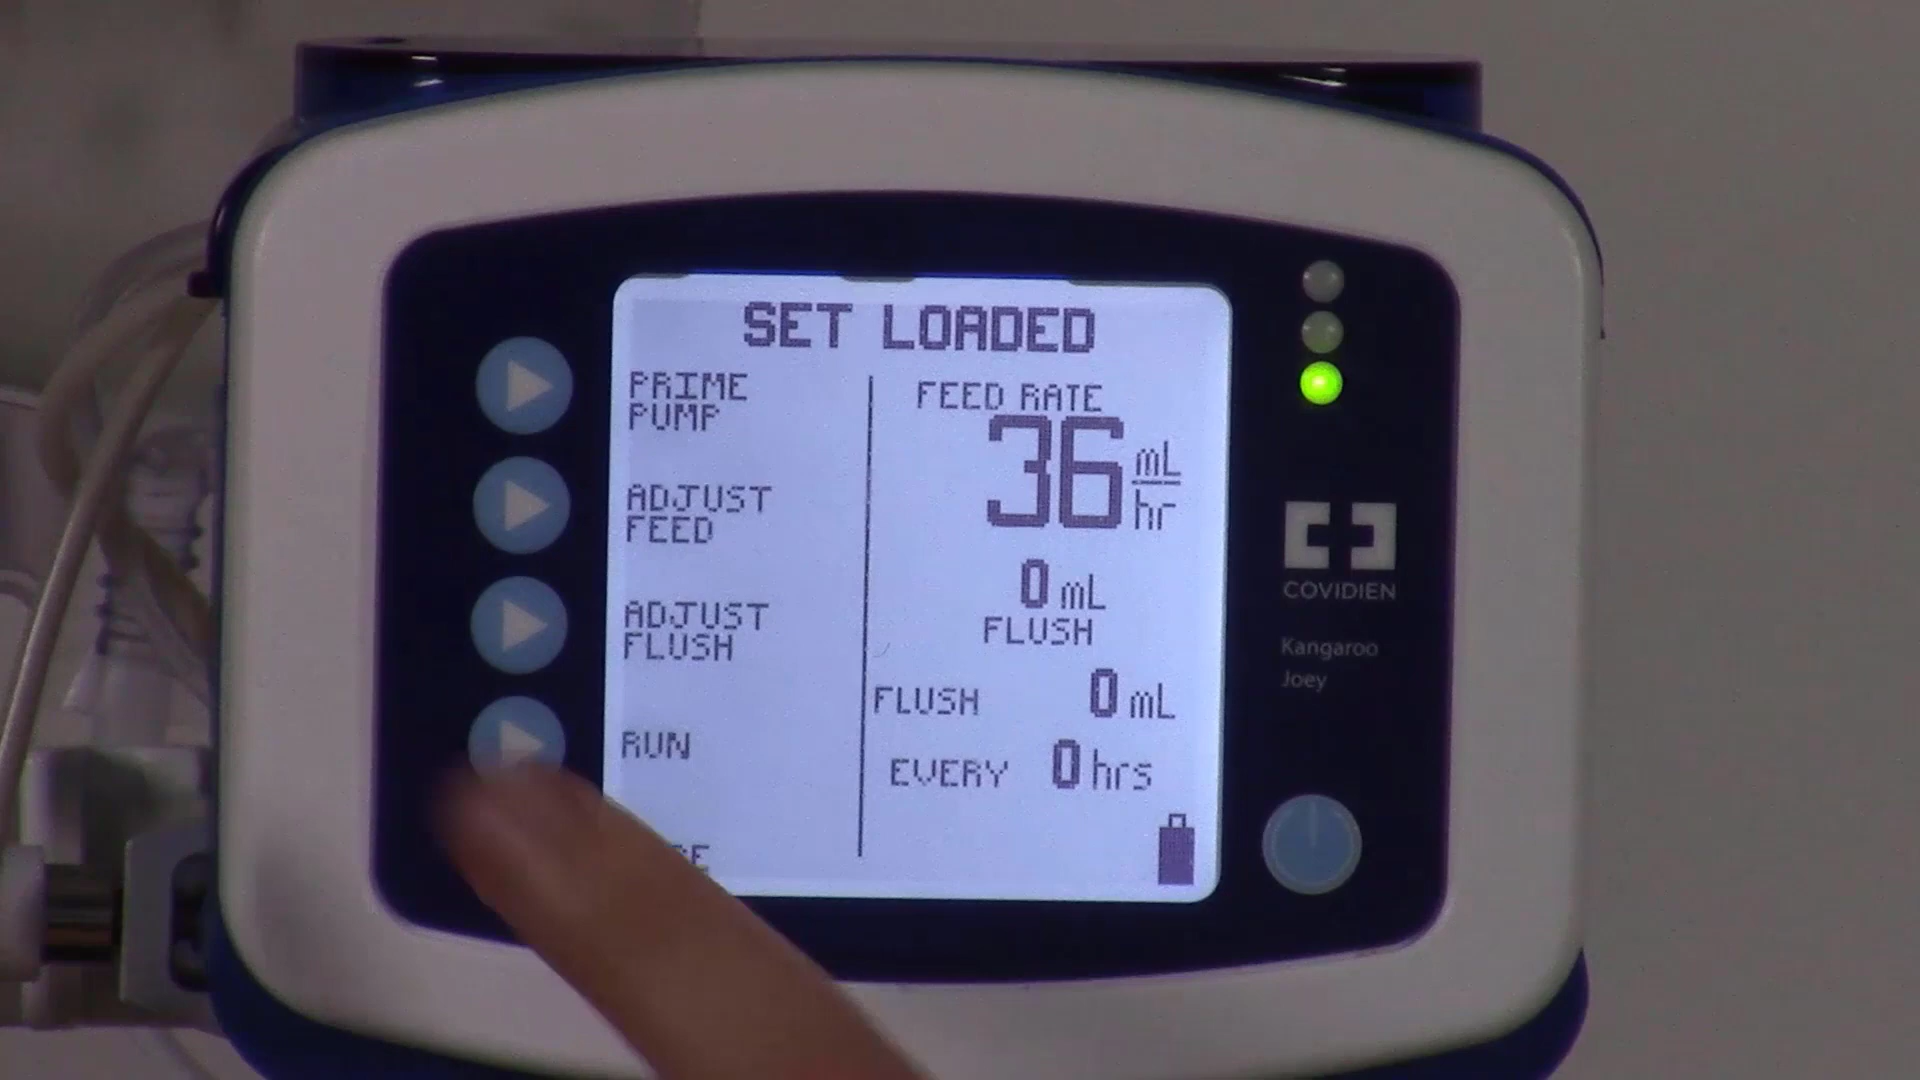 SET LOADED
PRIME
PUMP
ADJUST
FEED
ADJUST
FLUSH
RUN
FEED RATE
36 mL/hr
0 mL
FLUSH
FLUSH 0 mL
EVERY 0 hrs
COVIDIEN
Kangaroo
Joey